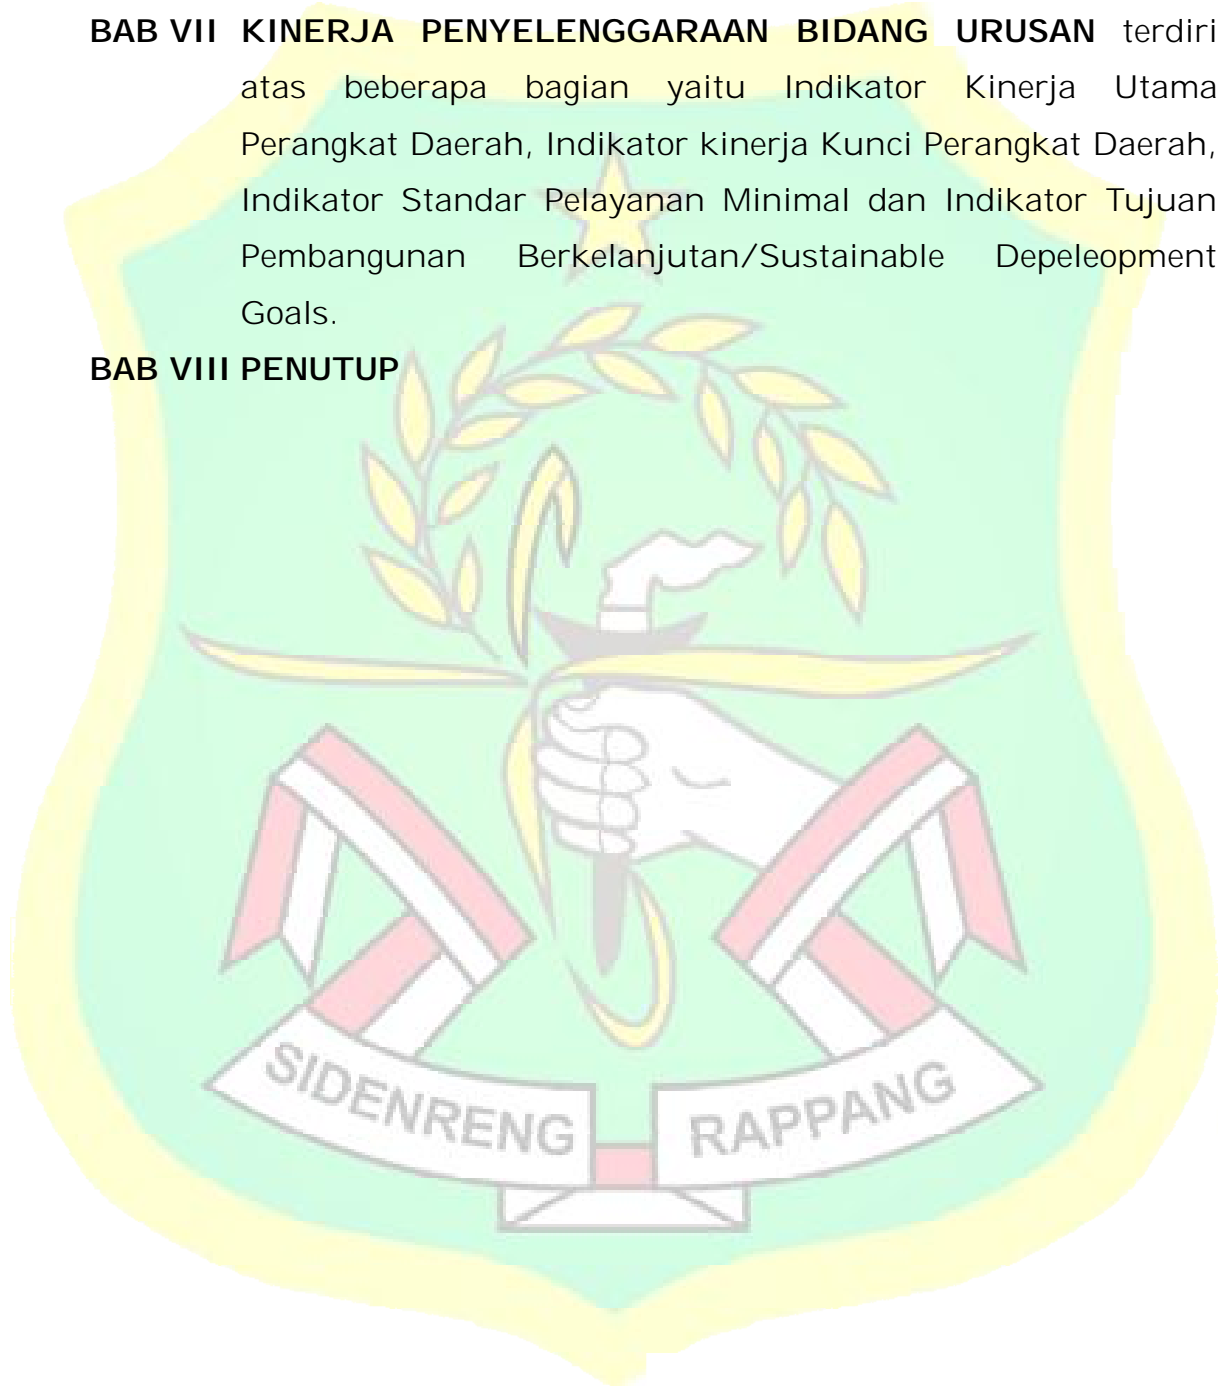 BAB VII KINERJA PENYELENGGARAAN BIDANG URUSAN terdiri
atas beberapa bagian yaitu Indikator Kinerja Utama
Perangkat Daerah, Indikator kinerja Kunci Perangkat Daerah,
Indikator Standar Pelayanan Minimal dan Indikator Tujuan
Pembangunan Berkelanjutan/Sustainable Depeleopment
Goals.
BAB VIII PENUTUP
SIDENRENG RAPPANG